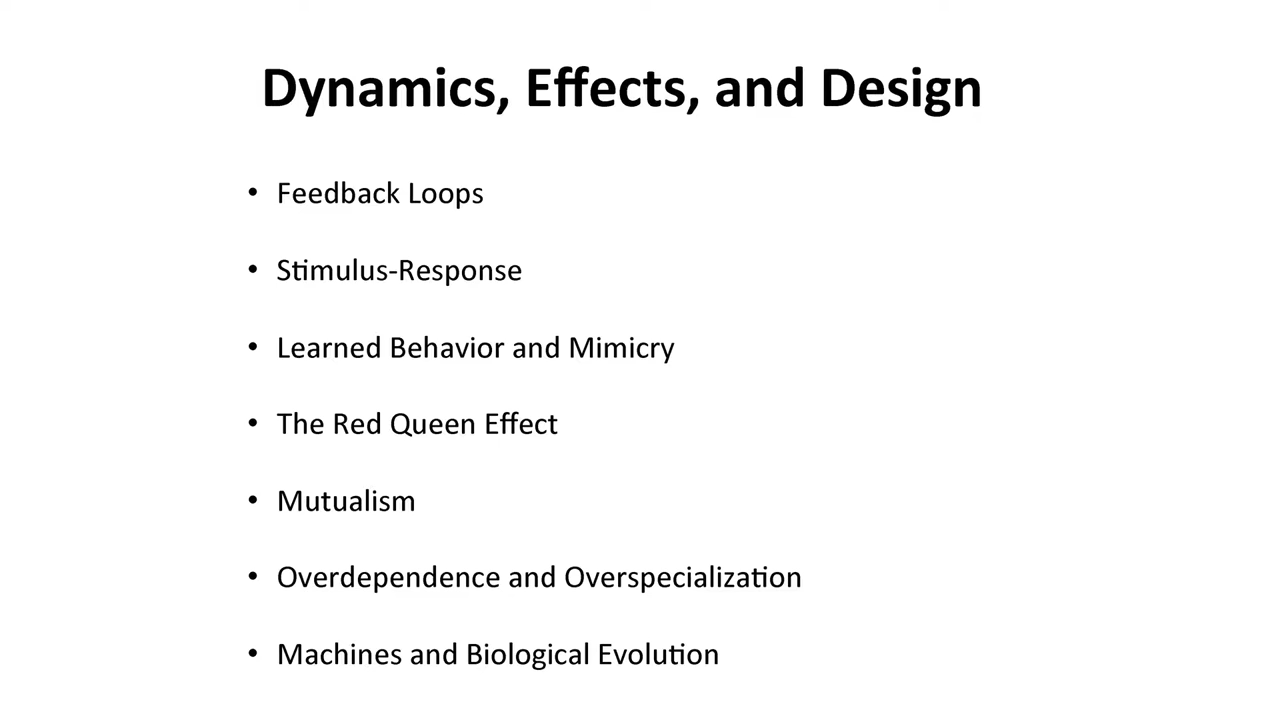 Dynamics, Effects, and Design
• Feedback Loops
• Stimulus-Response
• Learned Behavior and Mimicry
• The Red Queen Effect
• Mutualism
• Overdependence and Overspecialization
• Machines and Biological Evolution